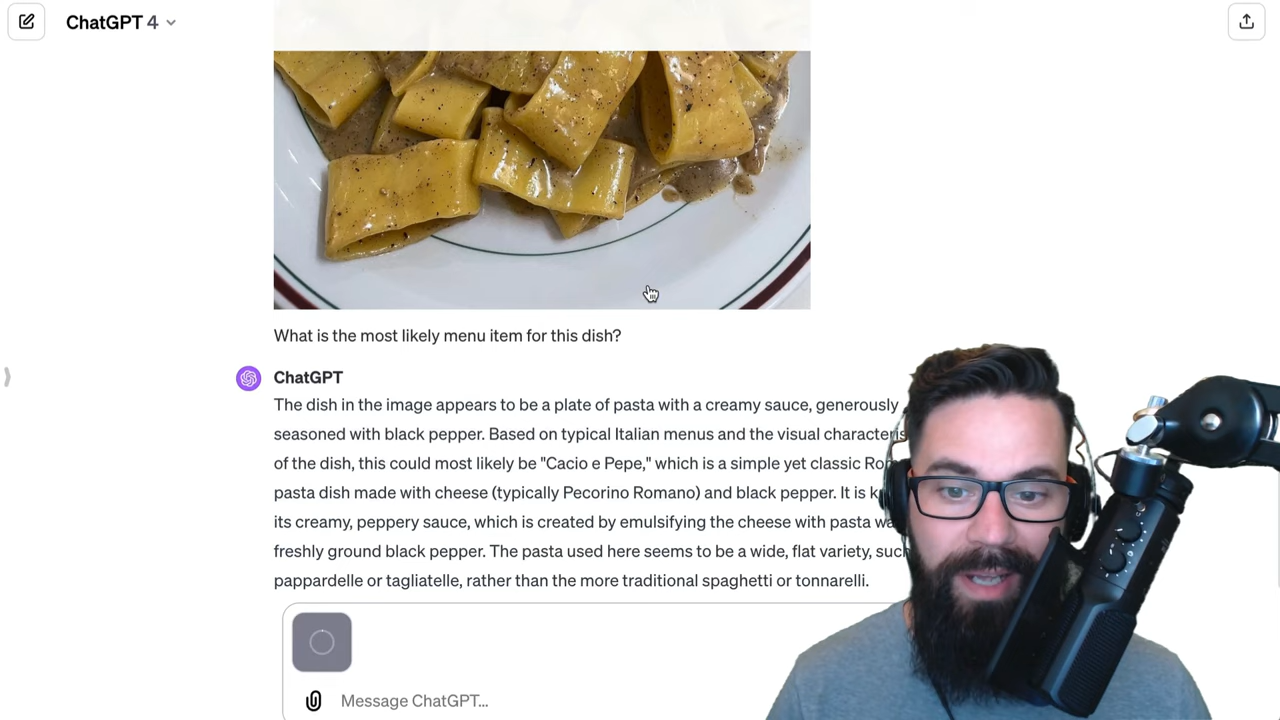 ChatGPT 4
What is the most likely menu item for this dish?
ChatGPT
The dish in the image appears to be a plate of pasta with a creamy sauce, generously
seasoned with black pepper. Based on typical Italian menus and the visual
of the dish, this could most likely be "Cacio e Pepe," which is a simple yet classic
pasta dish made with cheese (typically Pecorino Romano) and black pepper. It is
its creamy, peppery sauce, which is created by emulsifying the cheese with pasta
freshly ground black pepper. The pasta used here seems to be a wide, flat variety, such
pappardelle or tagliatelle, rather than the more traditional spaghetti or tonnarelli.
Message ChatGPT...